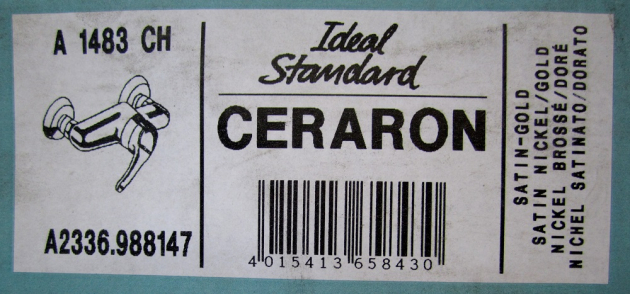 A 1483 CH
A2336.988147
Ideal
Standard
CERARON
4 015413 658430
SATIN-GOLD
SATIN NICKEL/GOLD
NICKEL BROSSÉ/DORÉ
NICHEL SATINATO/DORATO